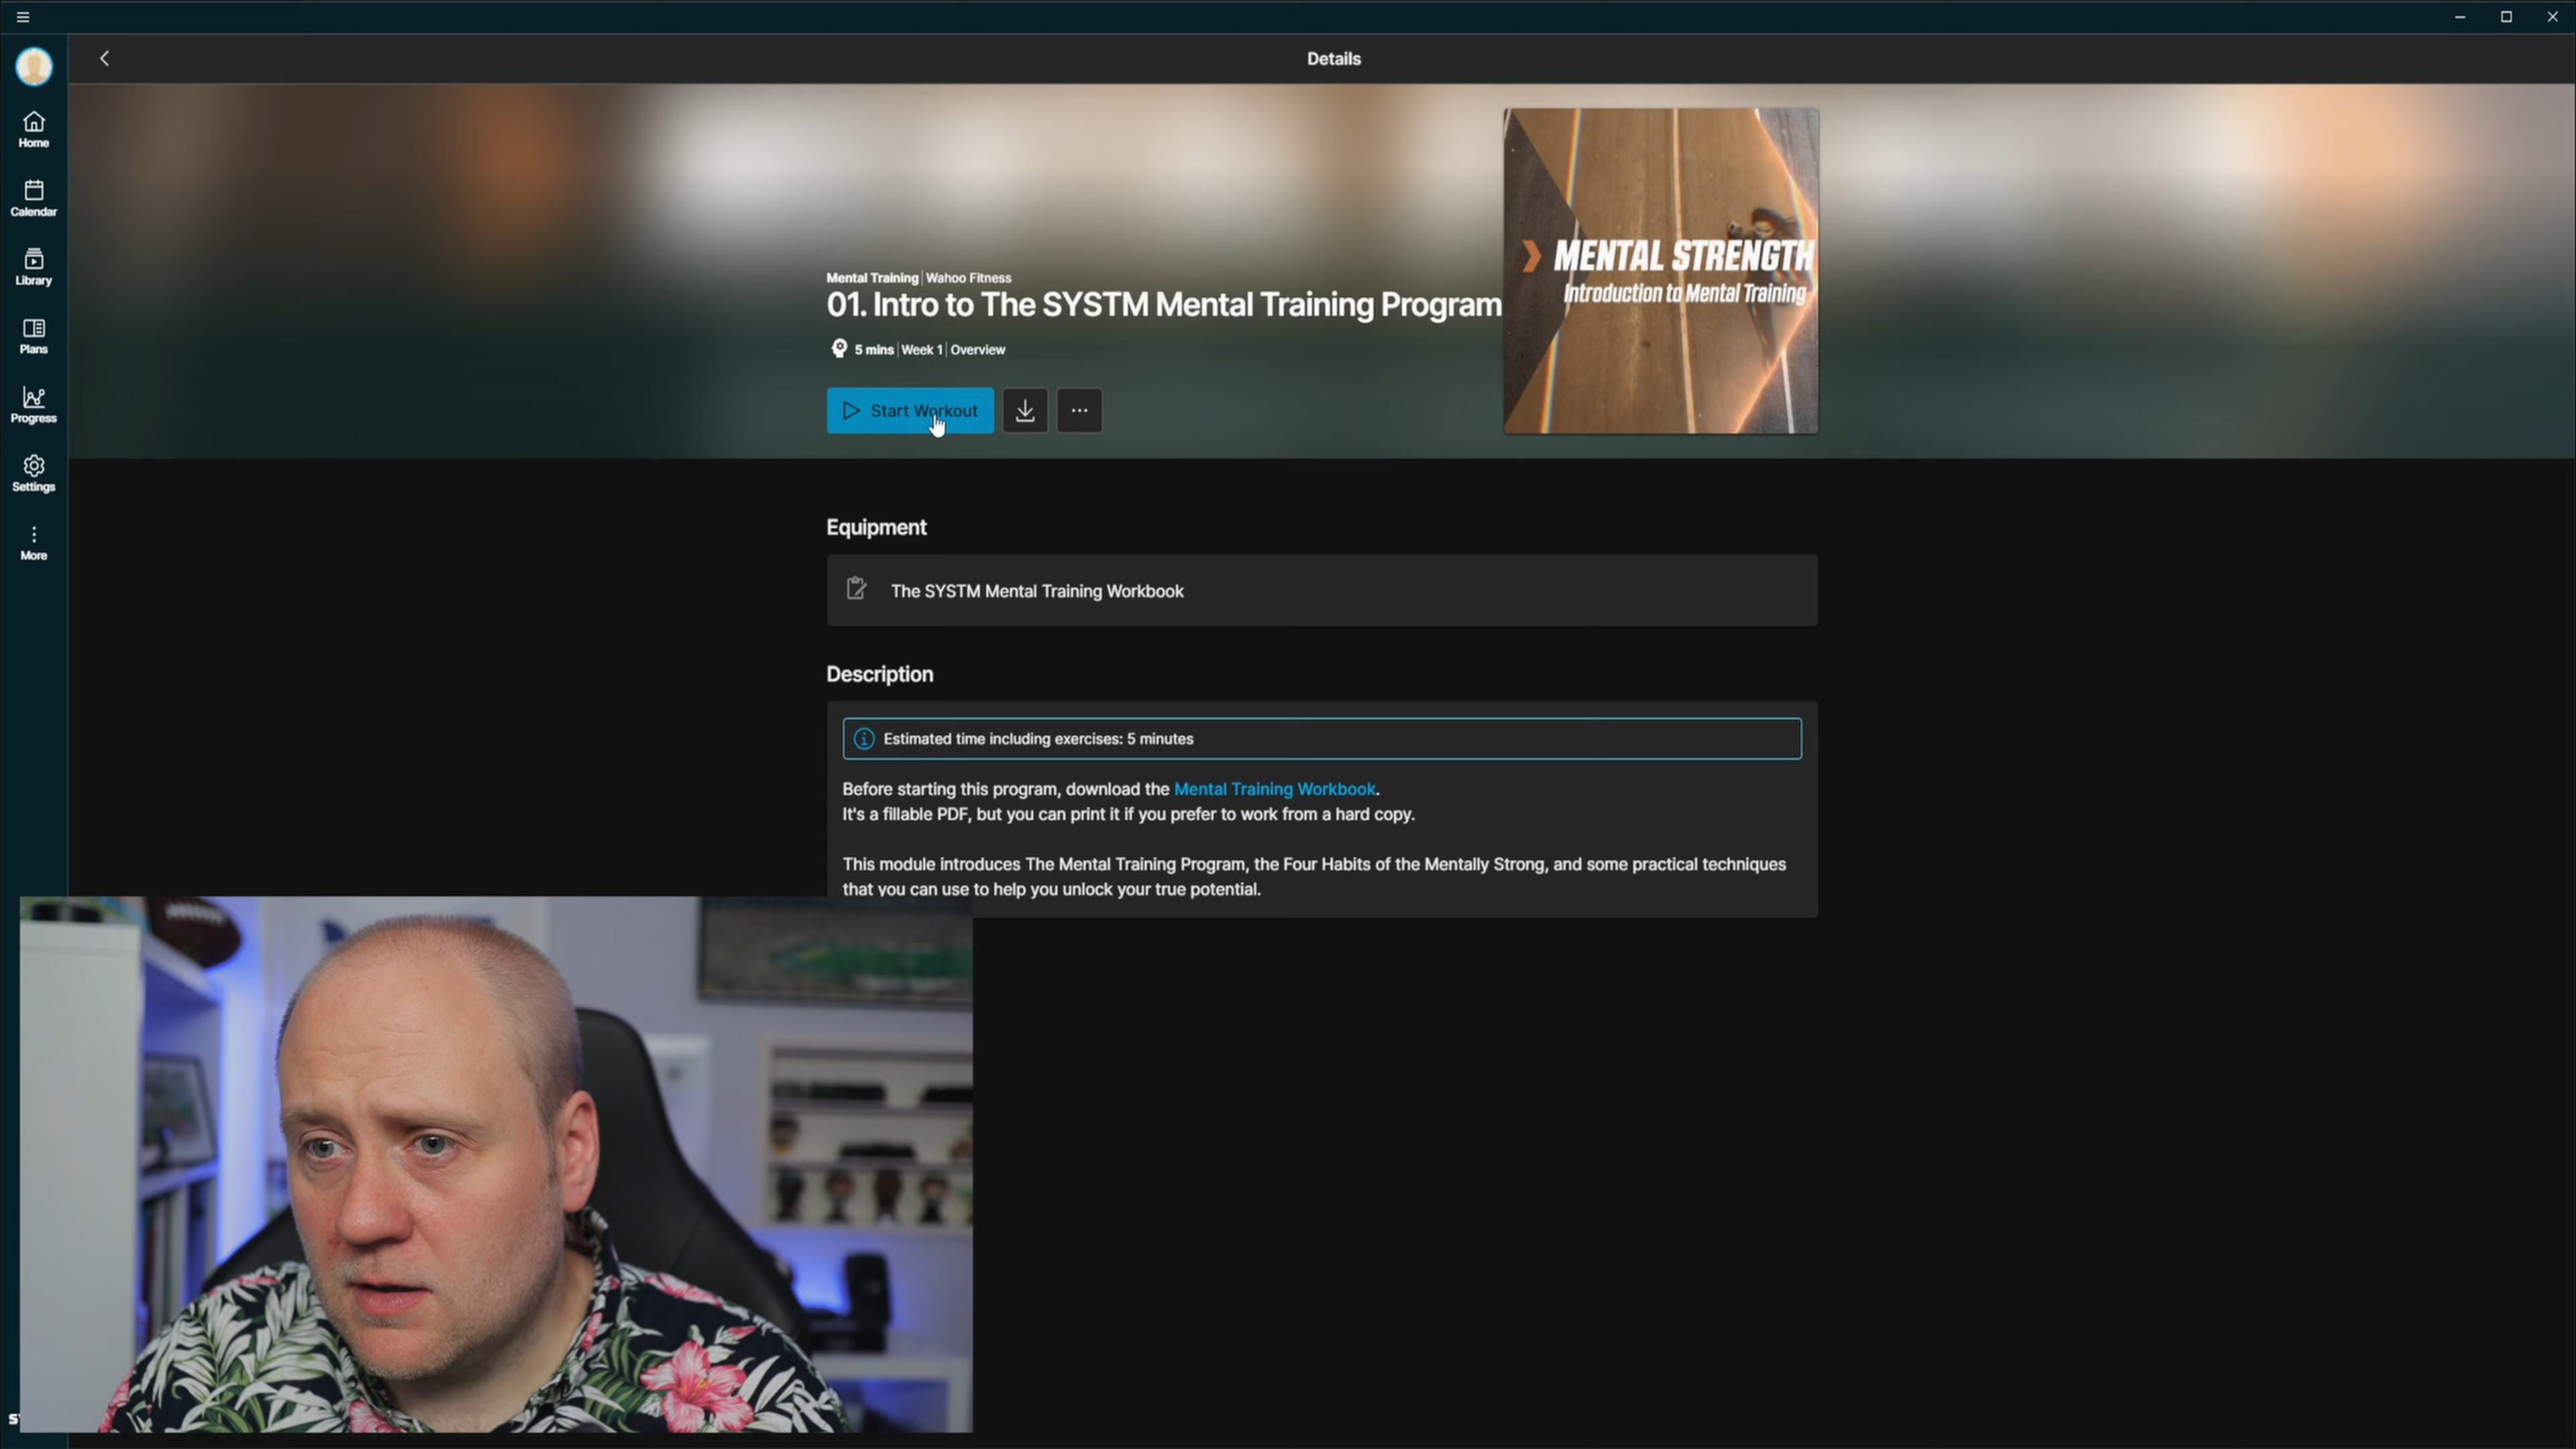 Details
Home
Calendar
Library
Plans
Progress
Settings
More
Mental Training | Wahoo Fitness
01. Intro to The SYSTM Mental Training Program
5 mins | Week 1 | Overview
Start Workout
MENTAL STRENGTH
Introduction to Mental Training
Equipment
The SYSTM Mental Training Workbook
Description
Estimated time including exercises: 5 minutes
Before starting this program, download the Mental Training Workbook.
It's a fillable PDF, but you can print it if you prefer to work from a hard copy.
This module introduces The Mental Training Program, the Four Habits of the Mentally Strong, and some practical techniques
that you can use to help you unlock your true potential.